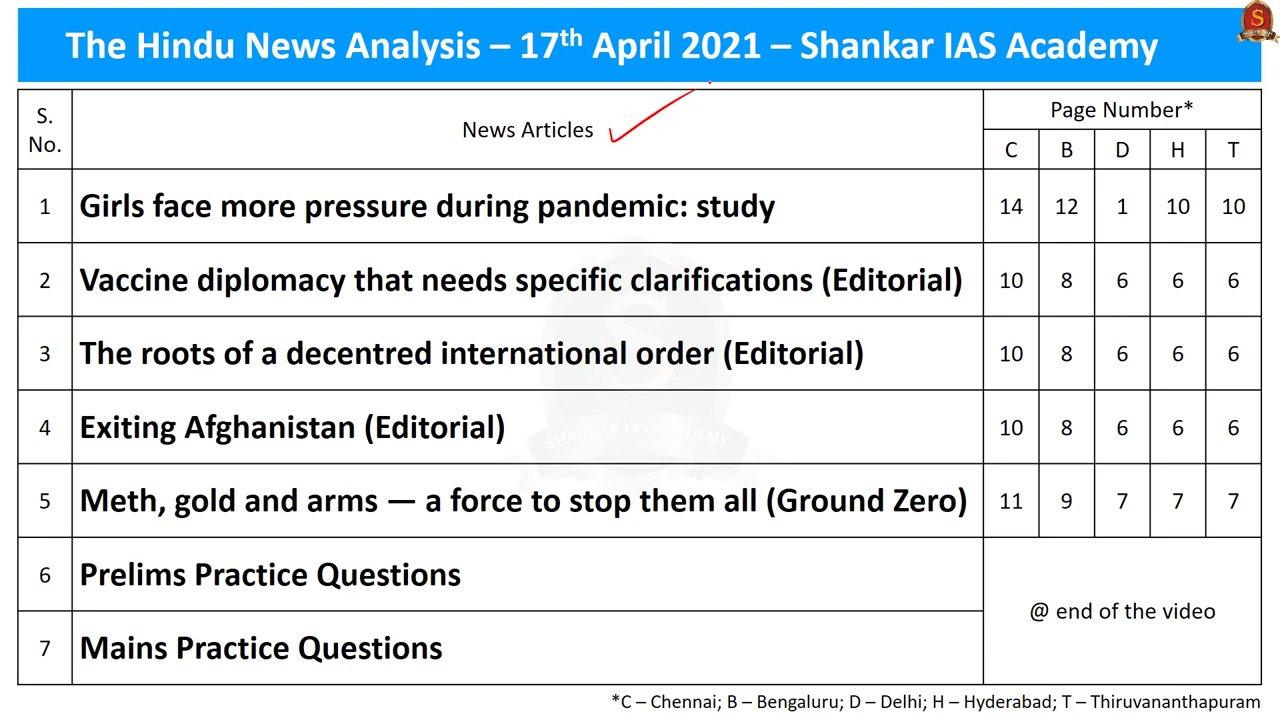 The Hindu News Analysis – 17th April 2021 – Shankar IAS Academy
S. No.
News Articles
Page Number*
C B D H T
1 Girls face more pressure during pandemic: study 14 12 1 10 10
2 Vaccine diplomacy that needs specific clarifications (Editorial) 10 8 6 6 6
3 The roots of a decentred international order (Editorial) 10 8 6 6 6
4 Exiting Afghanistan (Editorial) 10 8 6 6 6
5 Meth, gold and arms — a force to stop them all (Ground Zero) 11 9 7 7 7
6 Prelims Practice Questions
7 Mains Practice Questions
@ end of the video
SHANKAR IAS ACADEMY
*C – Chennai; B – Bengaluru; D – Delhi; H – Hyderabad; T – Thiruvananthapuram